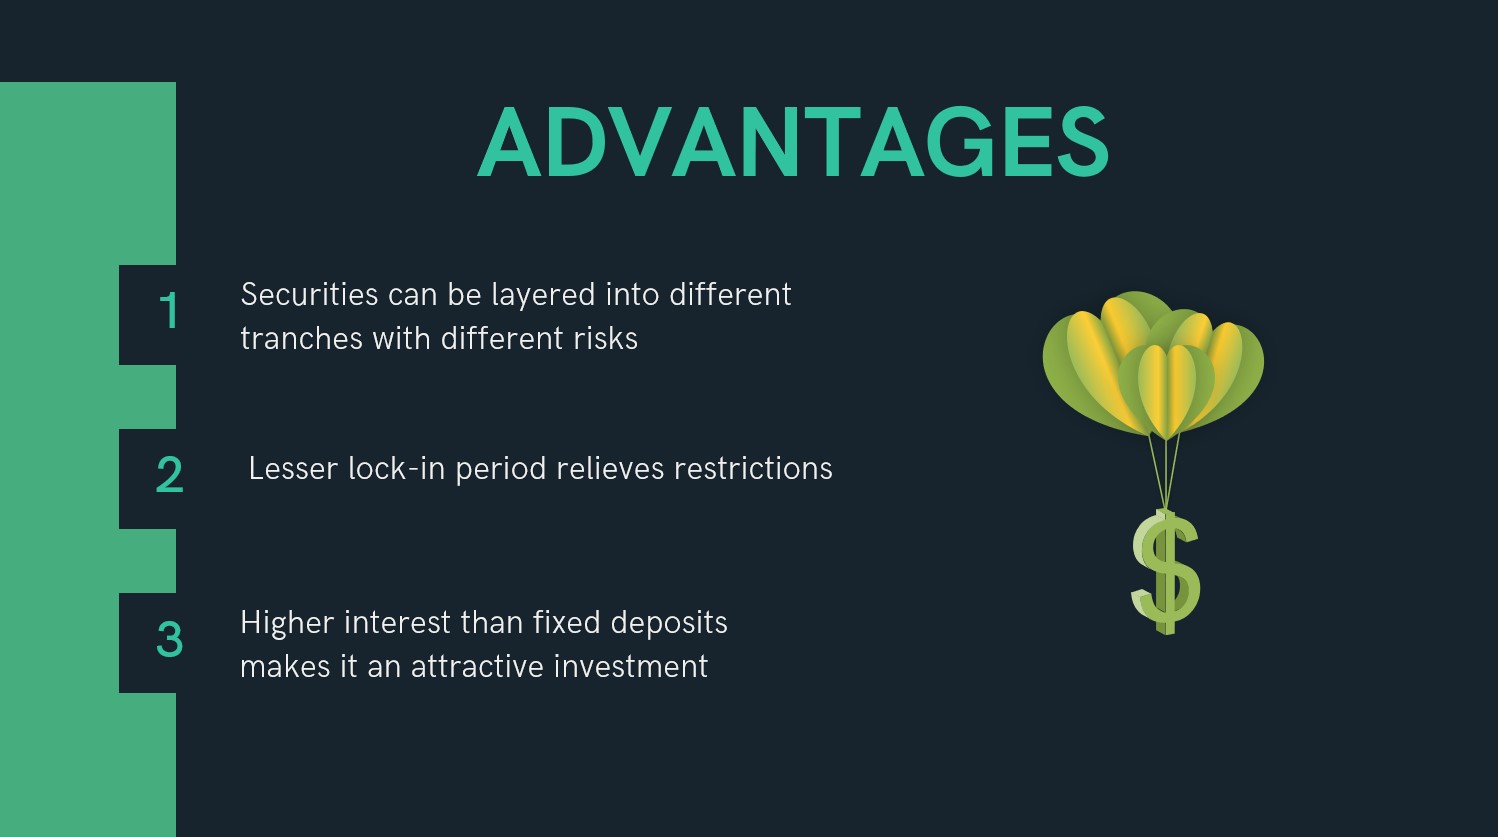 ADVANTAGES
1
Securities can be layered into different
tranches with different risks
2
Lesser lock-in period relieves restrictions
3
Higher interest than fixed deposits
makes it an attractive investment
$